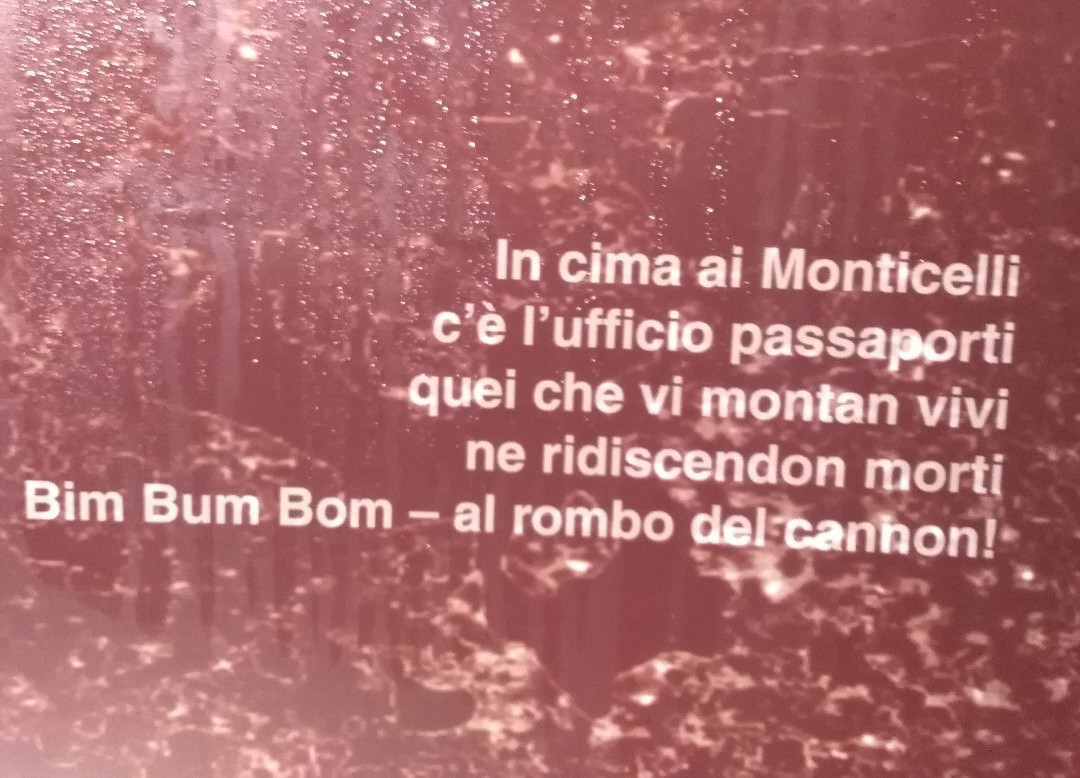 In cima ai Monticelli
c’è l’ufficio passaporti
quei che vi montan vivi
ne ridiscendon morti
Bim Bum Bom – al rombo del cannon!